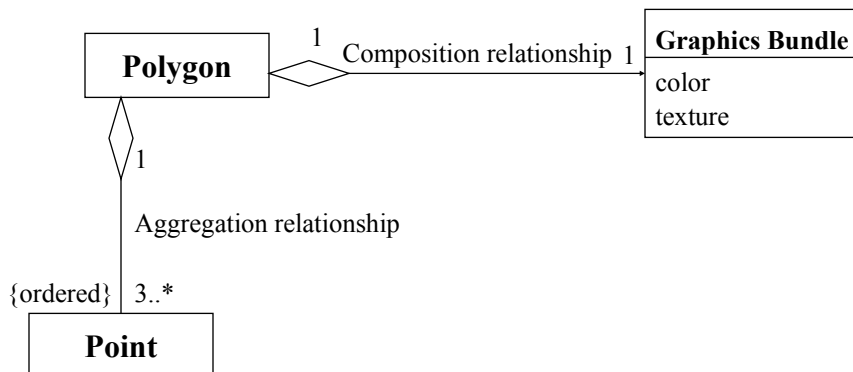 1
Composition relationship
1
Polygon
Graphics Bundle
color
texture
1
Aggregation relationship
{ordered}
3..*
Point